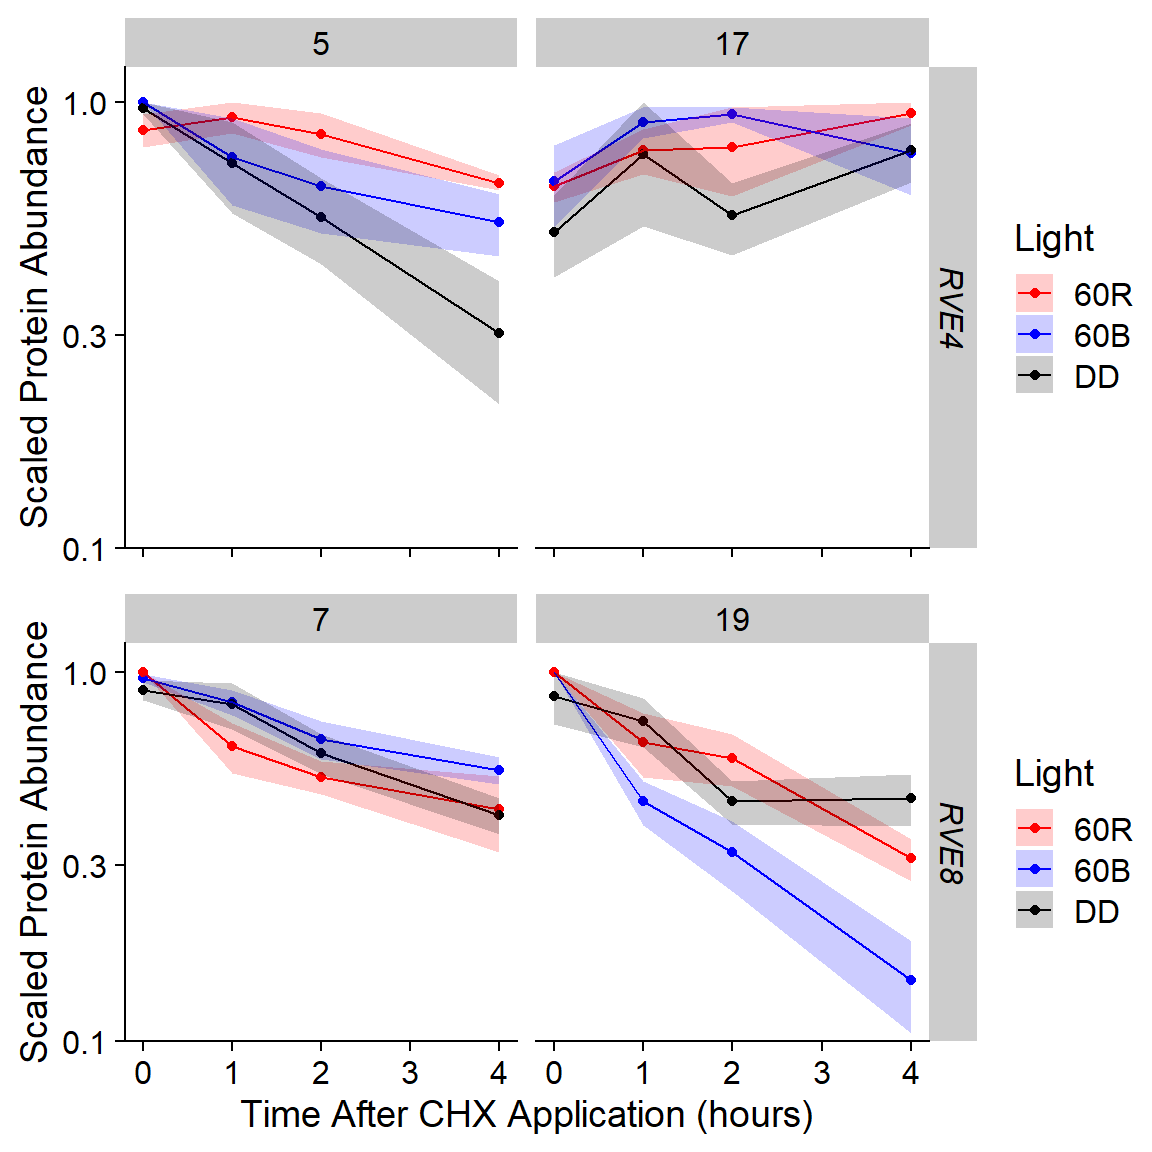 5
17
Scaled Protein Abundance
1.0
0.3
0.1
RVE4
Light
60R
60B
DD
7
19
Scaled Protein Abundance
1.0
0.3
0.1
RVE8
Light
60R
60B
DD
0 1 2 3 4
0 1 2 3 4
Time After CHX Application (hours)